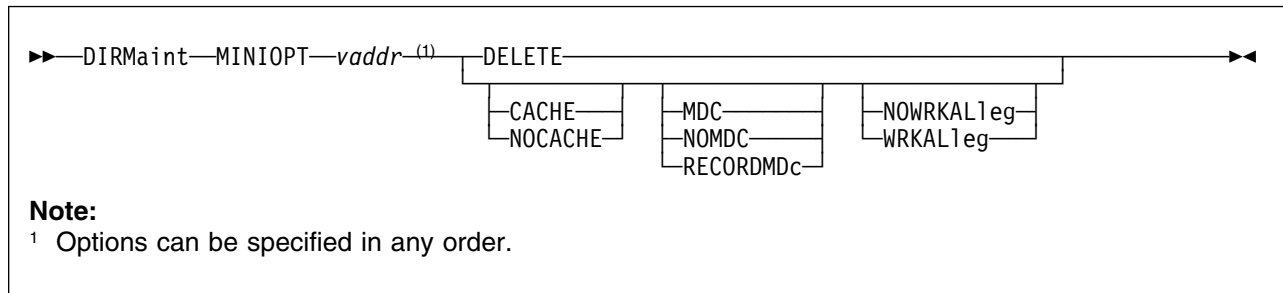 DIRMaint MINIOPT vaddr (1) DELETE
CACHE MDC NOWRKALleg
NOCACHE NOMDC WRKALleg
RECORDMDc
Note:
1 Options can be specified in any order.